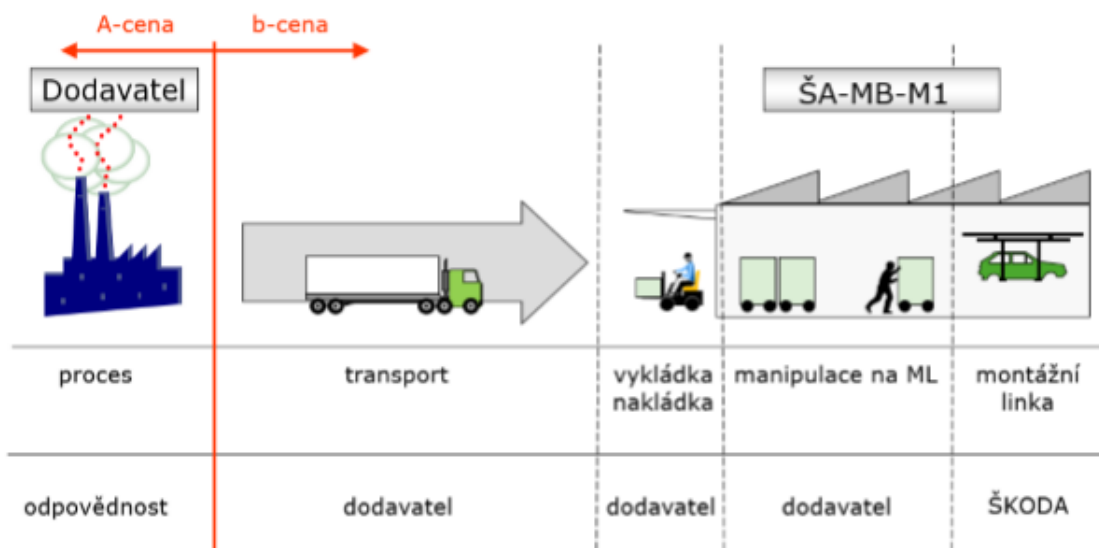 A-cena
b-cena
Dodavatel
ŠA-MB-M1
proces
transport
vykládka
nakládka
manipulace na ML
montážní
linka
odpovědnost
dodavatel
dodavatel
dodavatel
ŠKODA